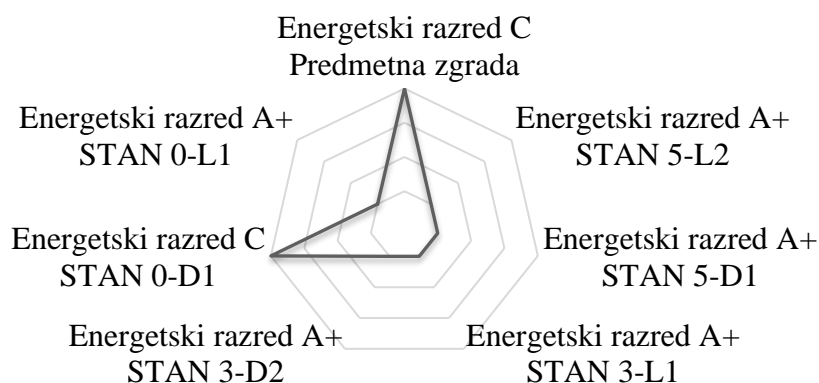 Energetski razred C
Predmetna zgrada
Energetski razred A+
STAN 0-L1
Energetski razred A+
STAN 5-L2
Energetski razred C
STAN 0-D1
Energetski razred A+
STAN 5-D1
Energetski razred A+
STAN 3-D2
Energetski razred A+
STAN 3-L1